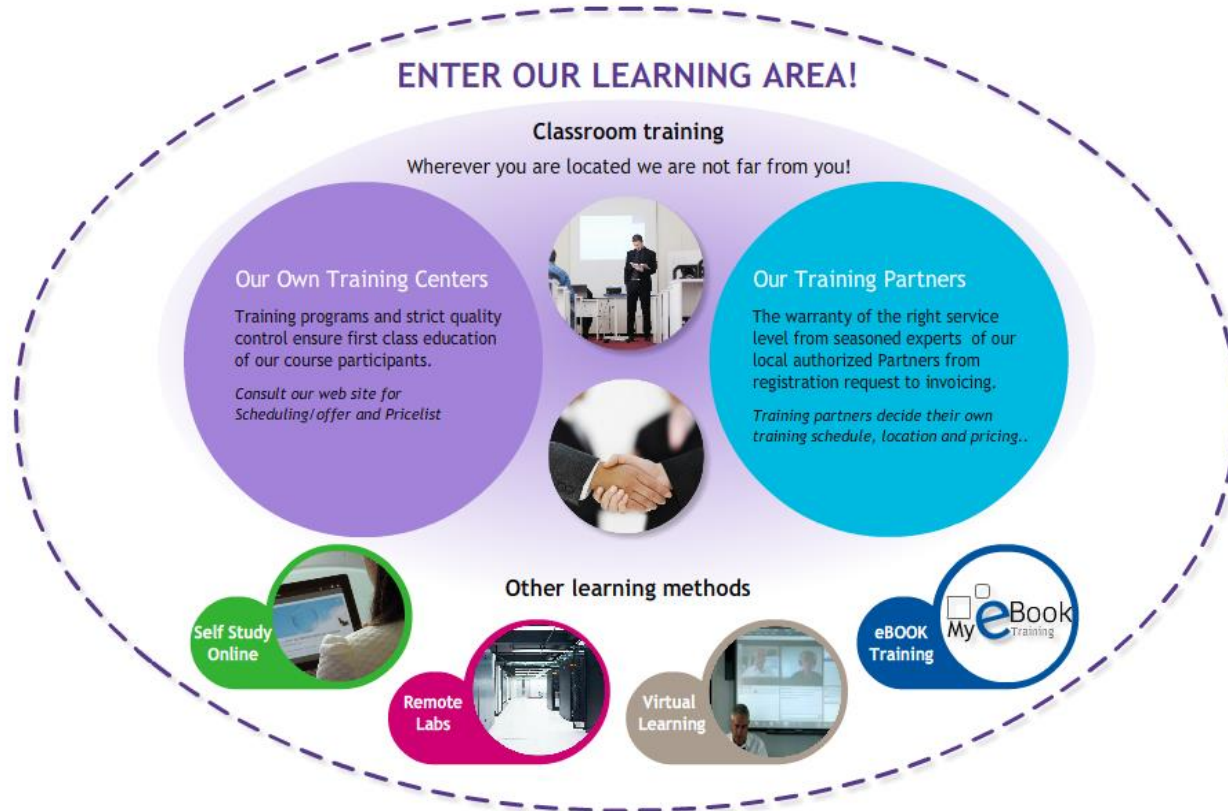 ENTER OUR LEARNING AREA!
Classroom training
Wherever you are located we are not far from you!
Our Own Training Centers
Training programs and strict quality
control ensure first class education
of our course participants.
Consult our web site for
Scheduling/offer and Pricelist
Our Training Partners
The warranty of the right service
level from seasoned experts of our
local authorized Partners from
registration request to invoicing.
Training partners decide their own
training schedule, location and pricing..
Other learning methods
Self Study
Online
Remote
Labs
Virtual
Learning
eBOOK
Training
My eBook
Training